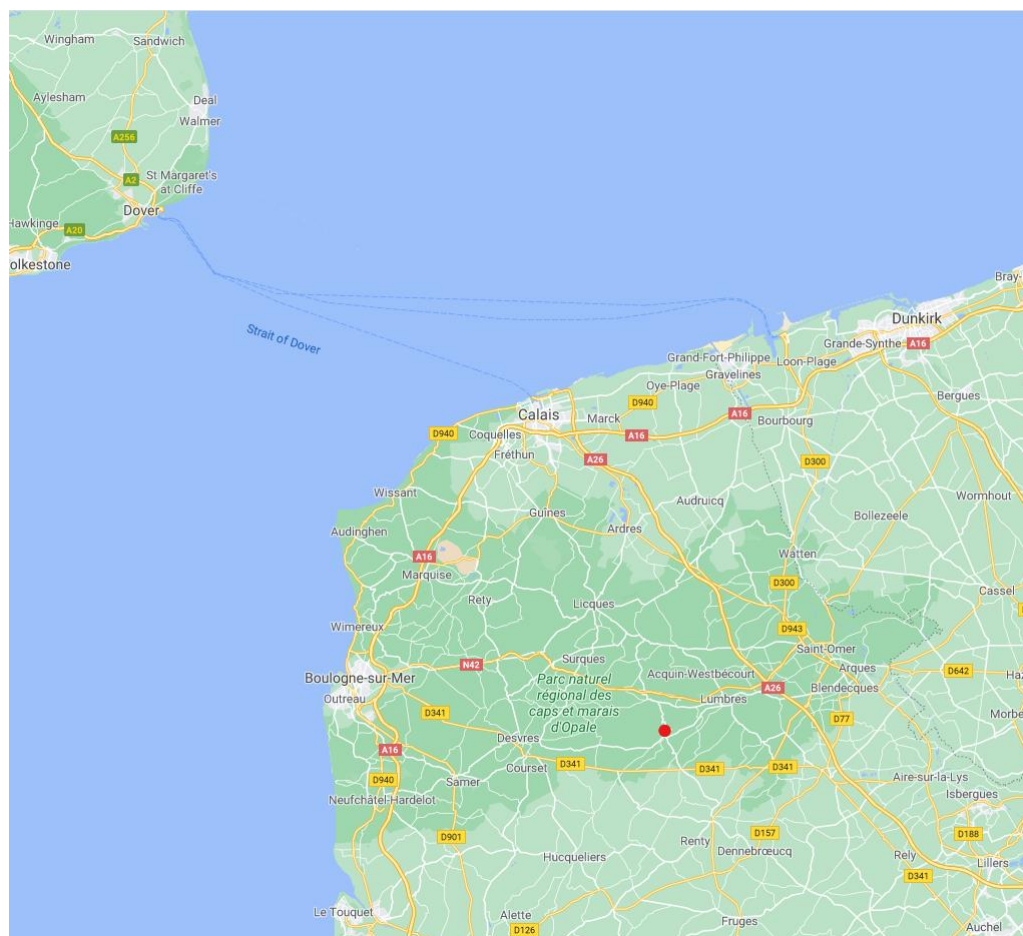 Wingham
Sandwich
Aylesham
Deal
Walmer
A256
A2
St Margaret's
at Cliffe
Dover
Hawkinge
A20
olkestone
Strait of Dover
Bray-
Dunkirk
Grande-Synthe
A16
Grand-Fort-Philippe
Loon-Plage
Gravelines
Oye-Plage
Bergues
D940
A16
Calais
Marck
Bourbourg
D940
Coquelles
A16
Fréthun
A26
D300
Wissant
Audruicq
Wormhout
Guînes
Bollezeele
Audinghen
Ardres
A16
Watten
Marquise
D300
Cassel
Rety
Licques
Wimereux
D943
Saint-Omer
N42
Surques
Arques
D642
Boulogne-sur-Mer
Acquin-Westbécourt
Haz
Parc naturel
régional des
caps et marais
d'Opale
A26
Blendecques
Outreau
Lumbres
D341
D77
Morbe
Desvres
A16
Courset
D341
D341
D341
D940
Samer
Aire-sur-la-Lys
Neufchâtel-Hardelot
Isbergues
D901
Renty
D157
D188
Hucqueliers
Dennebrœucq
Rely
Lillers
D341
Le Touquet
Alette
Fruges
D126
Auchel